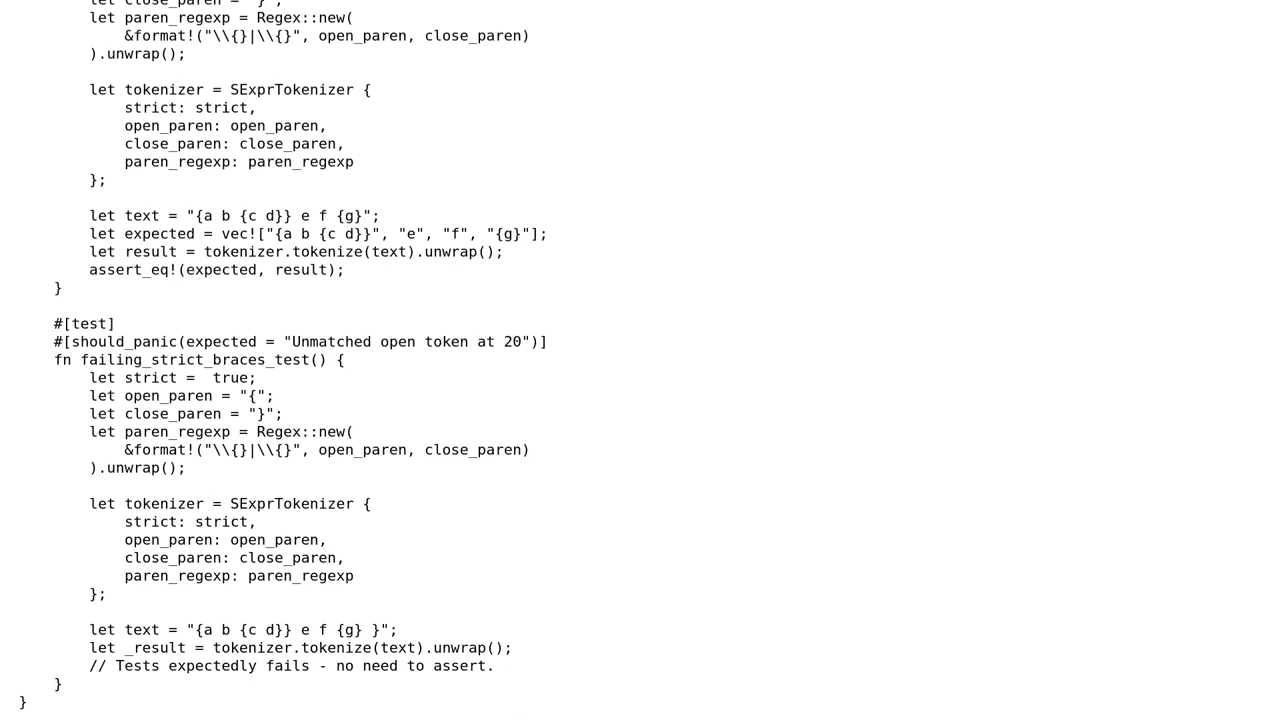 let close_paren = "}";
let paren_regexp = Regex::new(
&format!("\\{}|\\{}", open_paren, close_paren)
).unwrap();
let tokenizer = SExprTokenizer {
strict: strict,
open_paren: open_paren,
close_paren: close_paren,
paren_regexp: paren_regexp
};
let text = "{a b {c d}} e f {g}";
let expected = vec!["{a b {c d}}", "e", "f", "{g}"];
let result = tokenizer.tokenize(text).unwrap();
assert_eq!(expected, result);
}
#[test]
#[should_panic(expected = "Unmatched open token at 20")]
fn failing_strict_braces_test() {
let strict =  true;
let open_paren = "{";
let close_paren = "}";
let paren_regexp = Regex::new(
&format!("\\{}|\\{}", open_paren, close_paren)
).unwrap();
let tokenizer = SExprTokenizer {
strict: strict,
open_paren: open_paren,
close_paren: close_paren,
paren_regexp: paren_regexp
};
let text = "{a b {c d}} e f {g} }";
let _result = tokenizer.tokenize(text).unwrap();
// Tests expectedly fails - no need to assert.
}
}